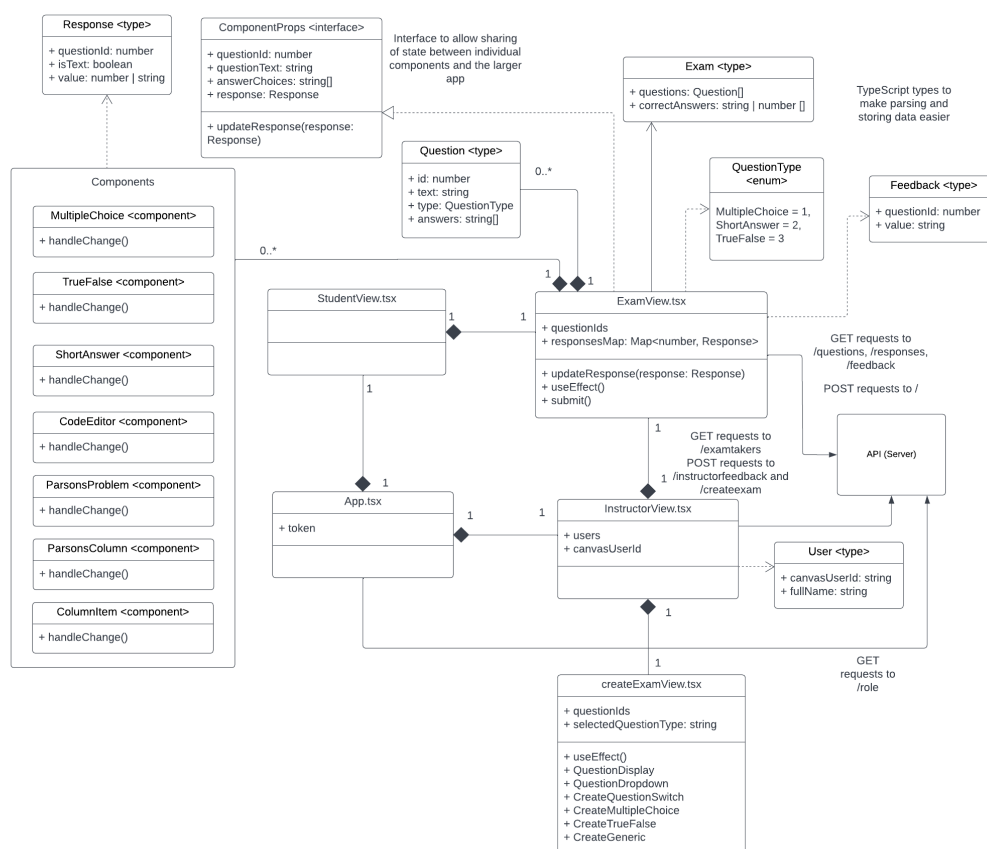 Response <type>
+ questionId: number
+ isText: boolean
+ value: number | string
ComponentProps <interface>
+ questionId: number
+ questionText: string
+ answerChoices: string[]
+ response: Response
+ updateResponse(response:
Response)
Interface to allow sharing
of state between individual
components and the larger
app
Exam <type>
+ questions: Question[]
+ correctAnswers: string | number []
TypeScript types to
make parsing and
storing data easier
Question <type>
+ id: number
+ text: string
+ type: QuestionType
+ answers: string[]
0..*
QuestionType
<enum>
MultipleChoice = 1,
ShortAnswer = 2,
TrueFalse = 3
Feedback <type>
+ questionId: number
+ value: string
Components
MultipleChoice <component>
+ handleChange()
TrueFalse <component>
+ handleChange()
ShortAnswer <component>
+ handleChange()
CodeEditor <component>
+ handleChange()
ParsonsProblem <component>
+ handleChange()
ParsonsColumn <component>
+ handleChange()
ColumnItem <component>
+ handleChange()
0..*
1
1
StudentView.tsx
1
1
ExamView.tsx
+ questionIds
+ responsesMap: Map<number, Response>
+ updateResponse(response: Response)
+ useEffect()
+ submit()
GET requests to
/questions, /responses,
/feedback
POST requests to /
1
1
GET requests to
/examtakers
POST requests to
/instructorfeedback and
/createexam
API (Server)
1
1
App.tsx
+ token
1
1
InstructorView.tsx
+ users
+ canvasUserId
User <type>
+ canvasUserId: string
+ fullName: string
1
1
GET
requests to
/role
createExamView.tsx
+ questionIds
+ selectedQuestionType: string
+ useEffect()
+ QuestionDisplay
+ QuestionDropdown
+ CreateQuestionSwitch
+ CreateMultipleChoice
+ CreateTrueFalse
+ CreateGeneric